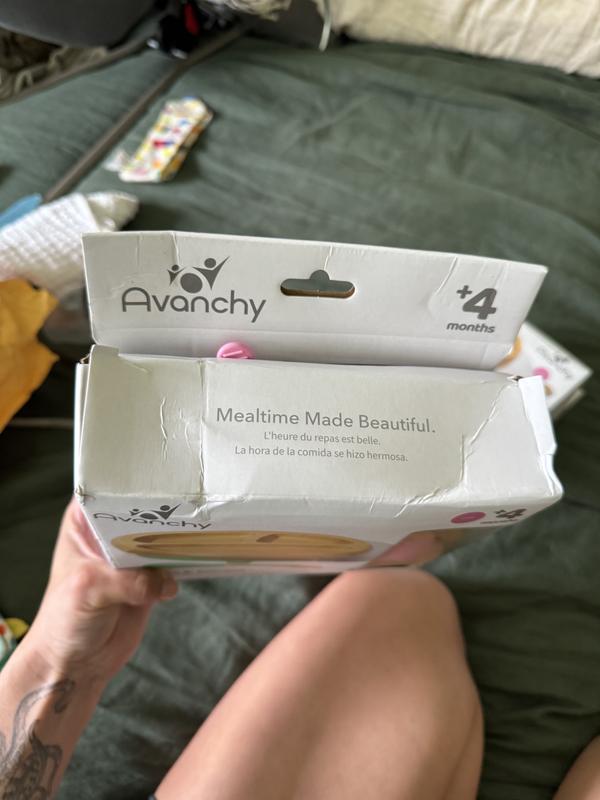 Avanchy
+4
months
Mealtime Made Beautiful.
L'heure du repas est belle.
La hora de la comida se hizo hermosa.
Avanchy
+4